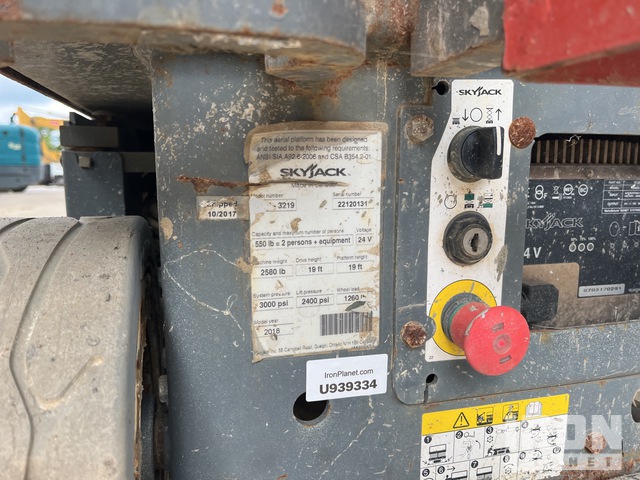 This aerial platform has been designed
and tested to the following requirements
ANSI/SIA A92.6-2006 and CSA B354.2-01
SKYJACK
Model number
3219
Serial number
22120131
Shipped
10/2017
Capacity and maximum number of persons
550 lb = 2 persons + equipment
Voltage
24 V
Machine weight
2580 lb
Drive height
19 ft
Platform height
19 ft
System pressure
3000 psi
Lift pressure
2400 psi
Wheel load
1260 lb
Model year
2018
IronPlanet.com
U939334
SKYJACK
SKYJACK
4 V
IRON
PLANET